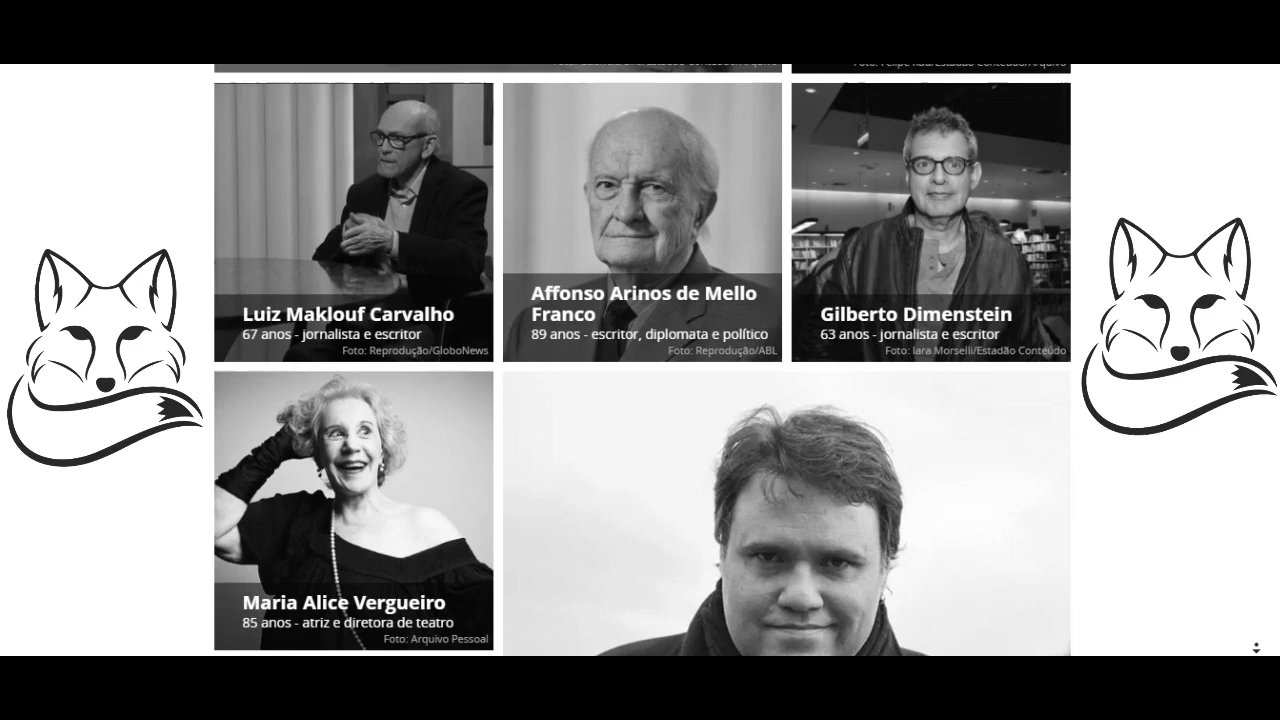 Luiz Maklouf Carvalho
67 anos - jornalista e escritor
Foto: Reprodução/GloboNews
Affonso Arinos de Mello
Franco
89 anos - escritor, diplomata e político
Foto: Reprodução/ABL
Gilberto Dimenstein
63 anos - jornalista e escritor
Foto: Iara Morselli/Estadão Conteúdo
Maria Alice Vergueiro
85 anos - atriz e diretora de teatro
Foto: Arquivo Pessoal